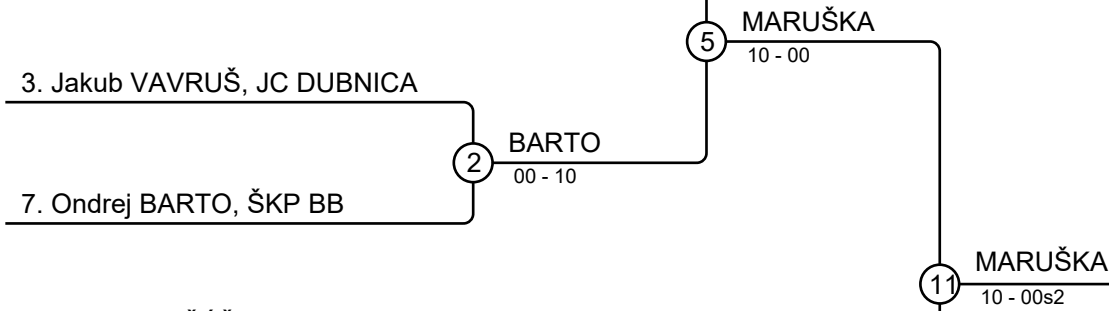 MARUŠKA
5
10 - 00
3. Jakub VAVRUŠ, JC DUBNICA
BARTO
2
00 - 10
7. Ondrej BARTO, ŠKP BB
MARUŠKA
11
10 - 00s2